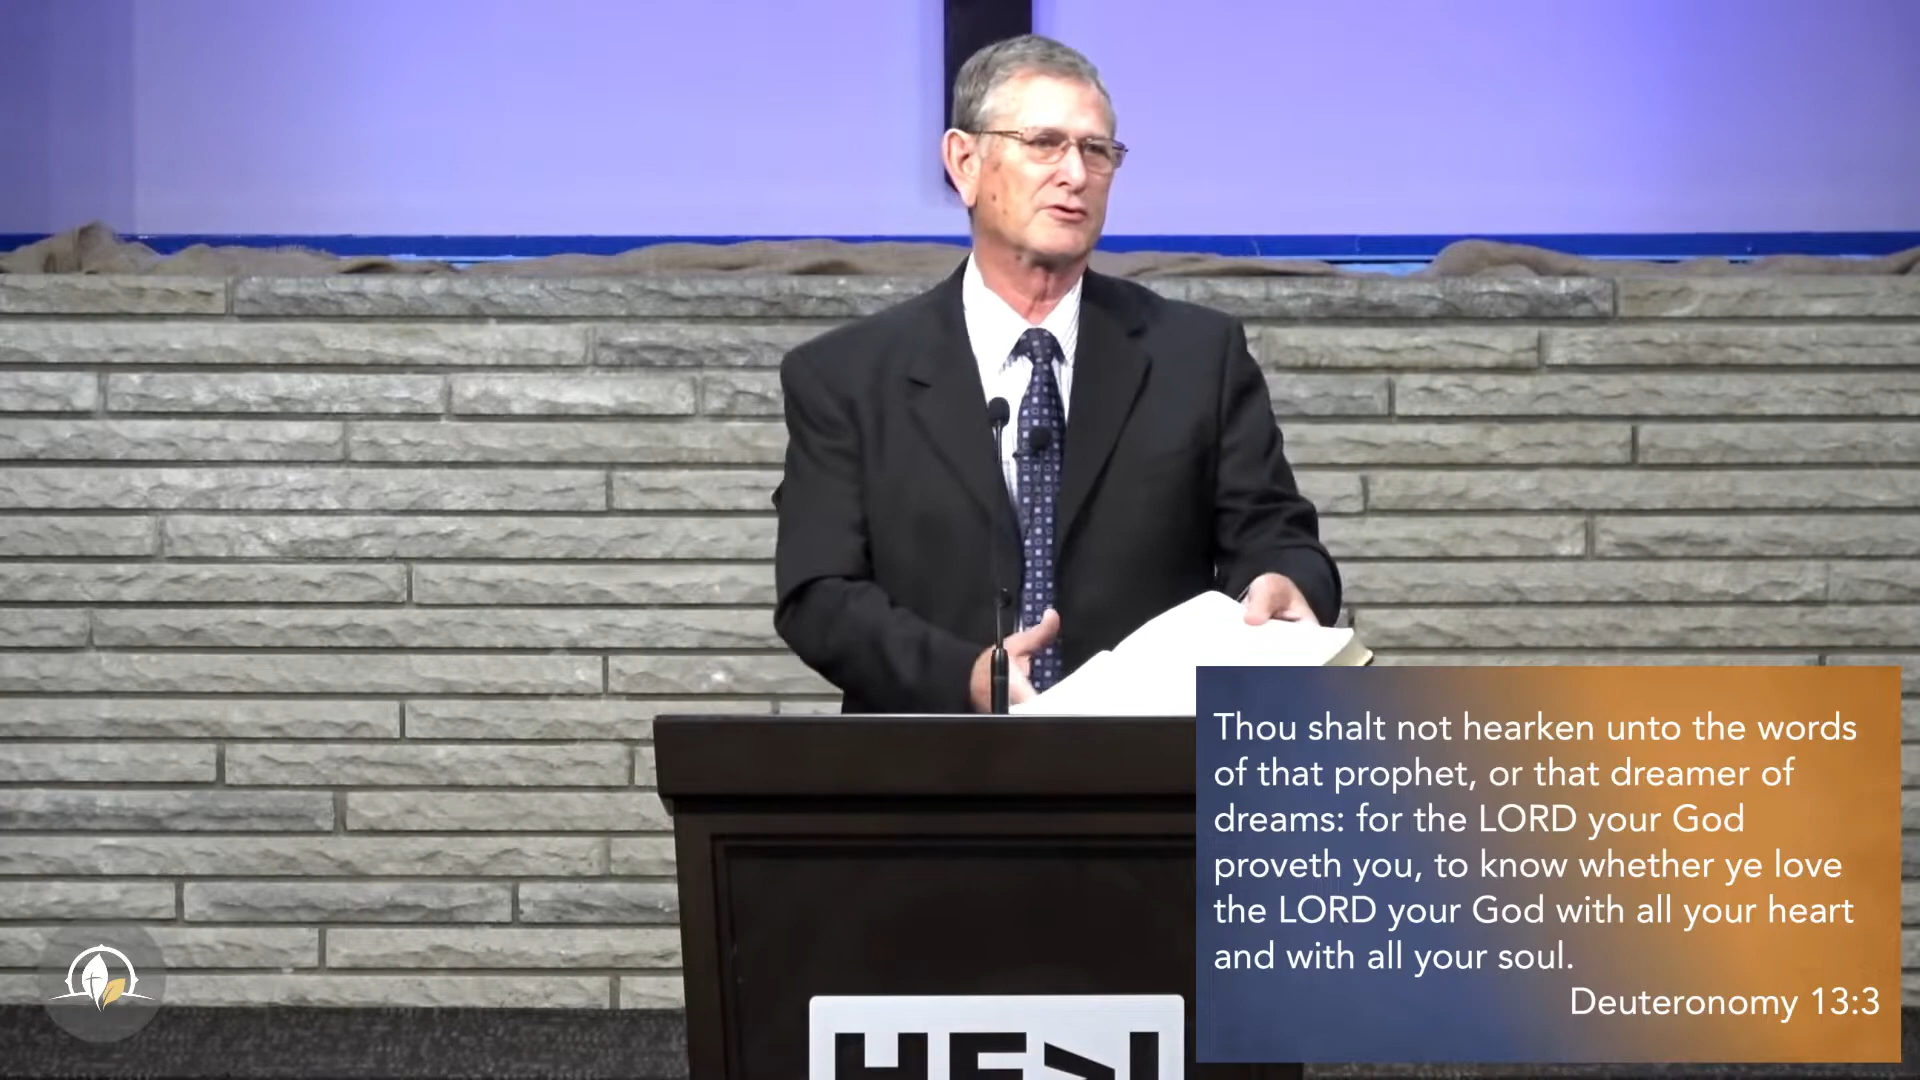 Thou shalt not hearken unto the words
of that prophet, or that dreamer of
dreams: for the LORD your God
proveth you, to know whether ye love
the LORD your God with all your heart
and with all your soul.
Deuteronomy 13:3